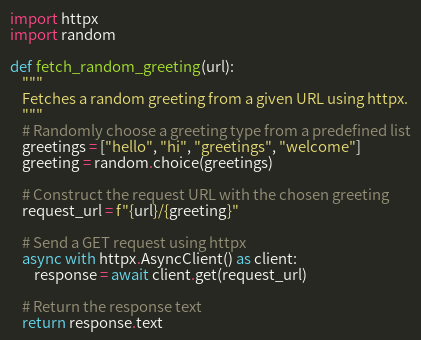 import httpx
import random

def fetch_random_greeting(url):
    """
    Fetches a random greeting from a given URL using httpx.
    """
    # Randomly choose a greeting type from a predefined list
    greetings = ["hello", "hi", "greetings", "welcome"]
    greeting = random.choice(greetings)

    # Construct the request URL with the chosen greeting
    request_url = f"{url}/{greeting}"

    # Send a GET request using httpx
    async with httpx.AsyncClient() as client:
        response = await client.get(request_url)

    # Return the response text
    return response.text